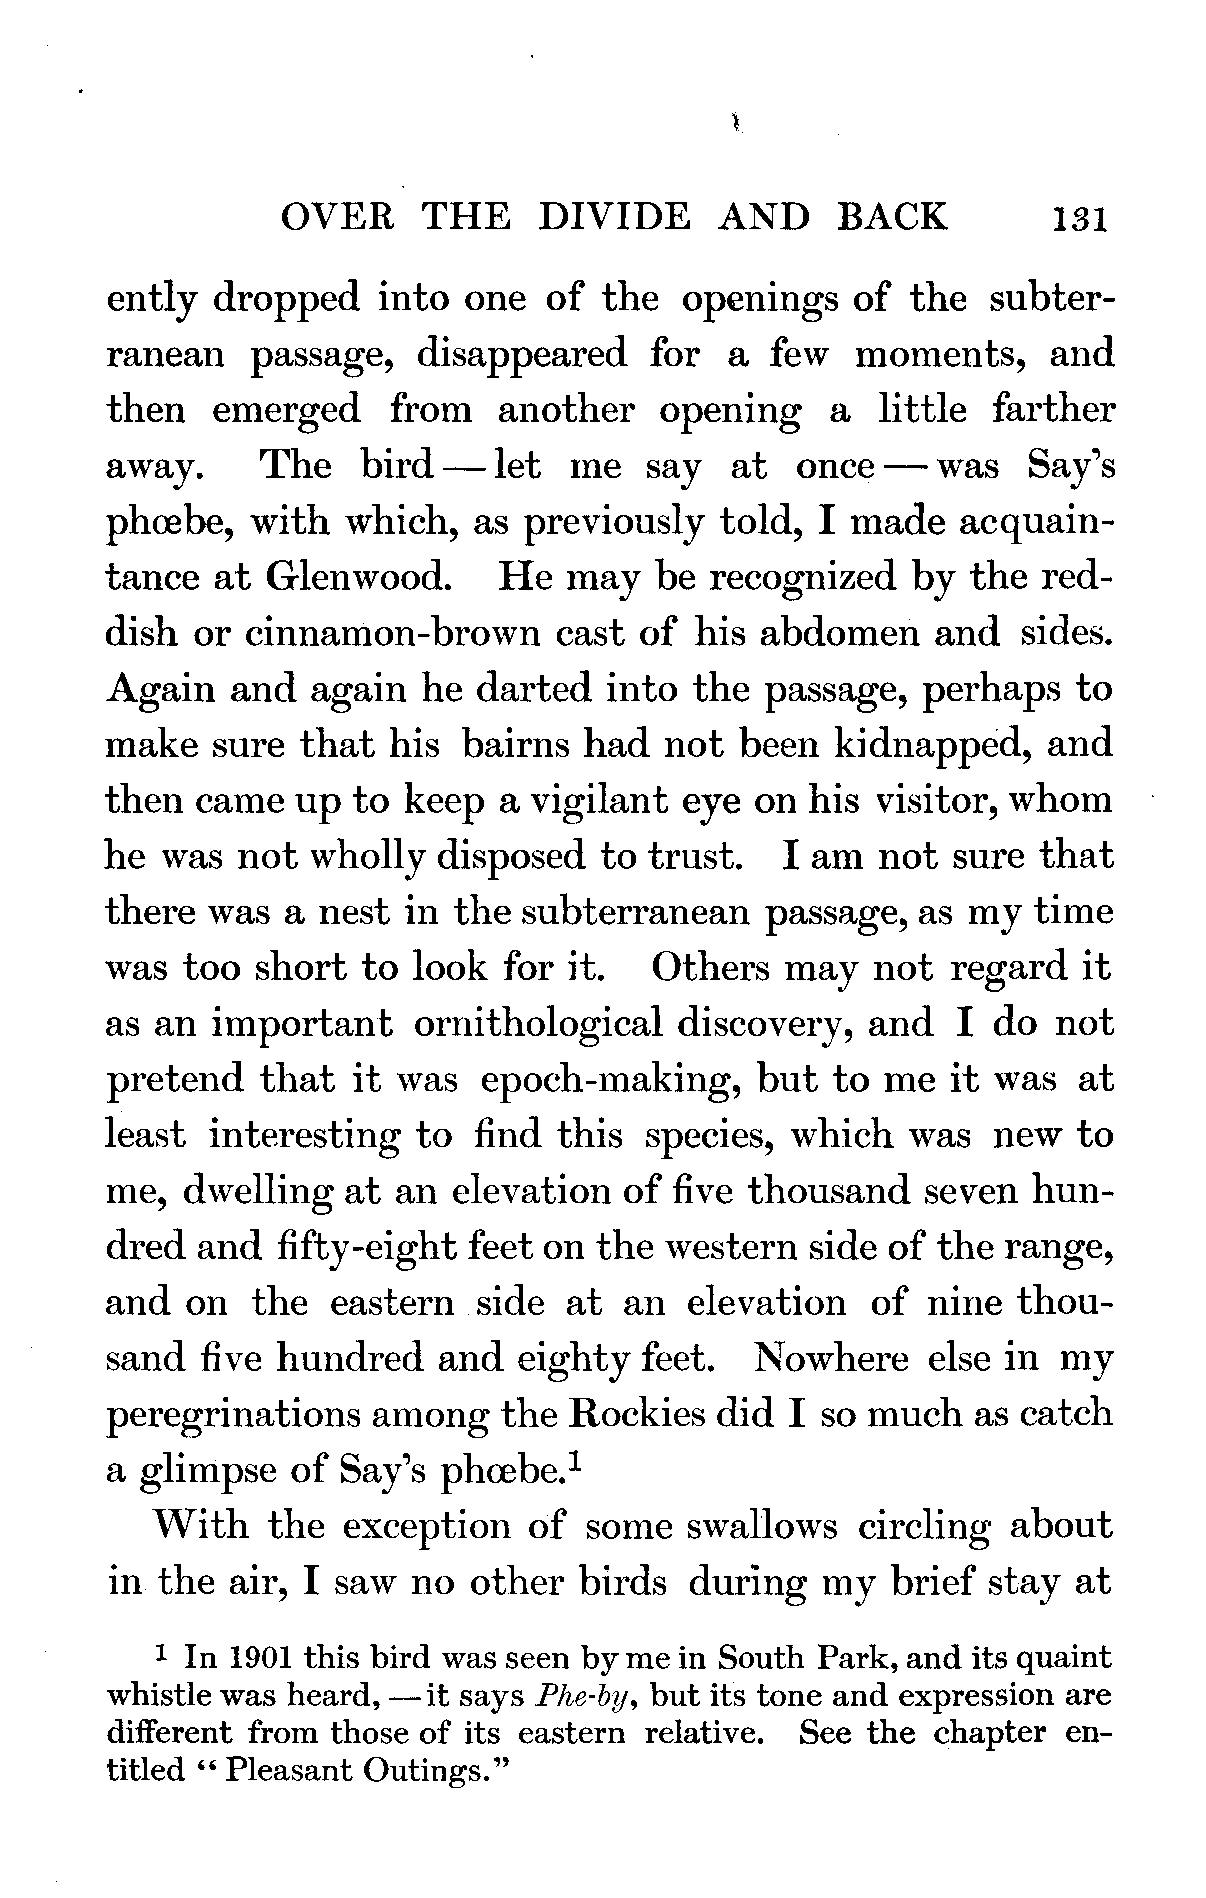 OVER THE DIVIDE AND BACK 131
ently dropped into one of the openings of the subter-
ranean passage, disappeared for a few moments, and
then emerged from another opening a little farther
away. The bird — let me say at once — was Say's
phœbe, with which, as previously told, I made acquain-
tance at Glenwood. He may be recognized by the red-
dish or cinnamon-brown cast of his abdomen and sides.
Again and again he darted into the passage, perhaps to
make sure that his bairns had not been kidnapped, and
then came up to keep a vigilant eye on his visitor, whom
he was not wholly disposed to trust. I am not sure that
there was a nest in the subterranean passage, as my time
was too short to look for it. Others may not regard it
as an important ornithological discovery, and I do not
pretend that it was epoch-making, but to me it was at
least interesting to find this species, which was new to
me, dwelling at an elevation of five thousand seven hun-
dred and fifty-eight feet on the western side of the range,
and on the eastern side at an elevation of nine thou-
sand five hundred and eighty feet. Nowhere else in my
peregrinations among the Rockies did I so much as catch
a glimpse of Say's phœbe.¹
With the exception of some swallows circling about
in the air, I saw no other birds during my brief stay at
¹ In 1901 this bird was seen by me in South Park, and its quaint
whistle was heard, — it says Phe-by, but its tone and expression are
different from those of its eastern relative. See the chapter en-
titled "Pleasant Outings."